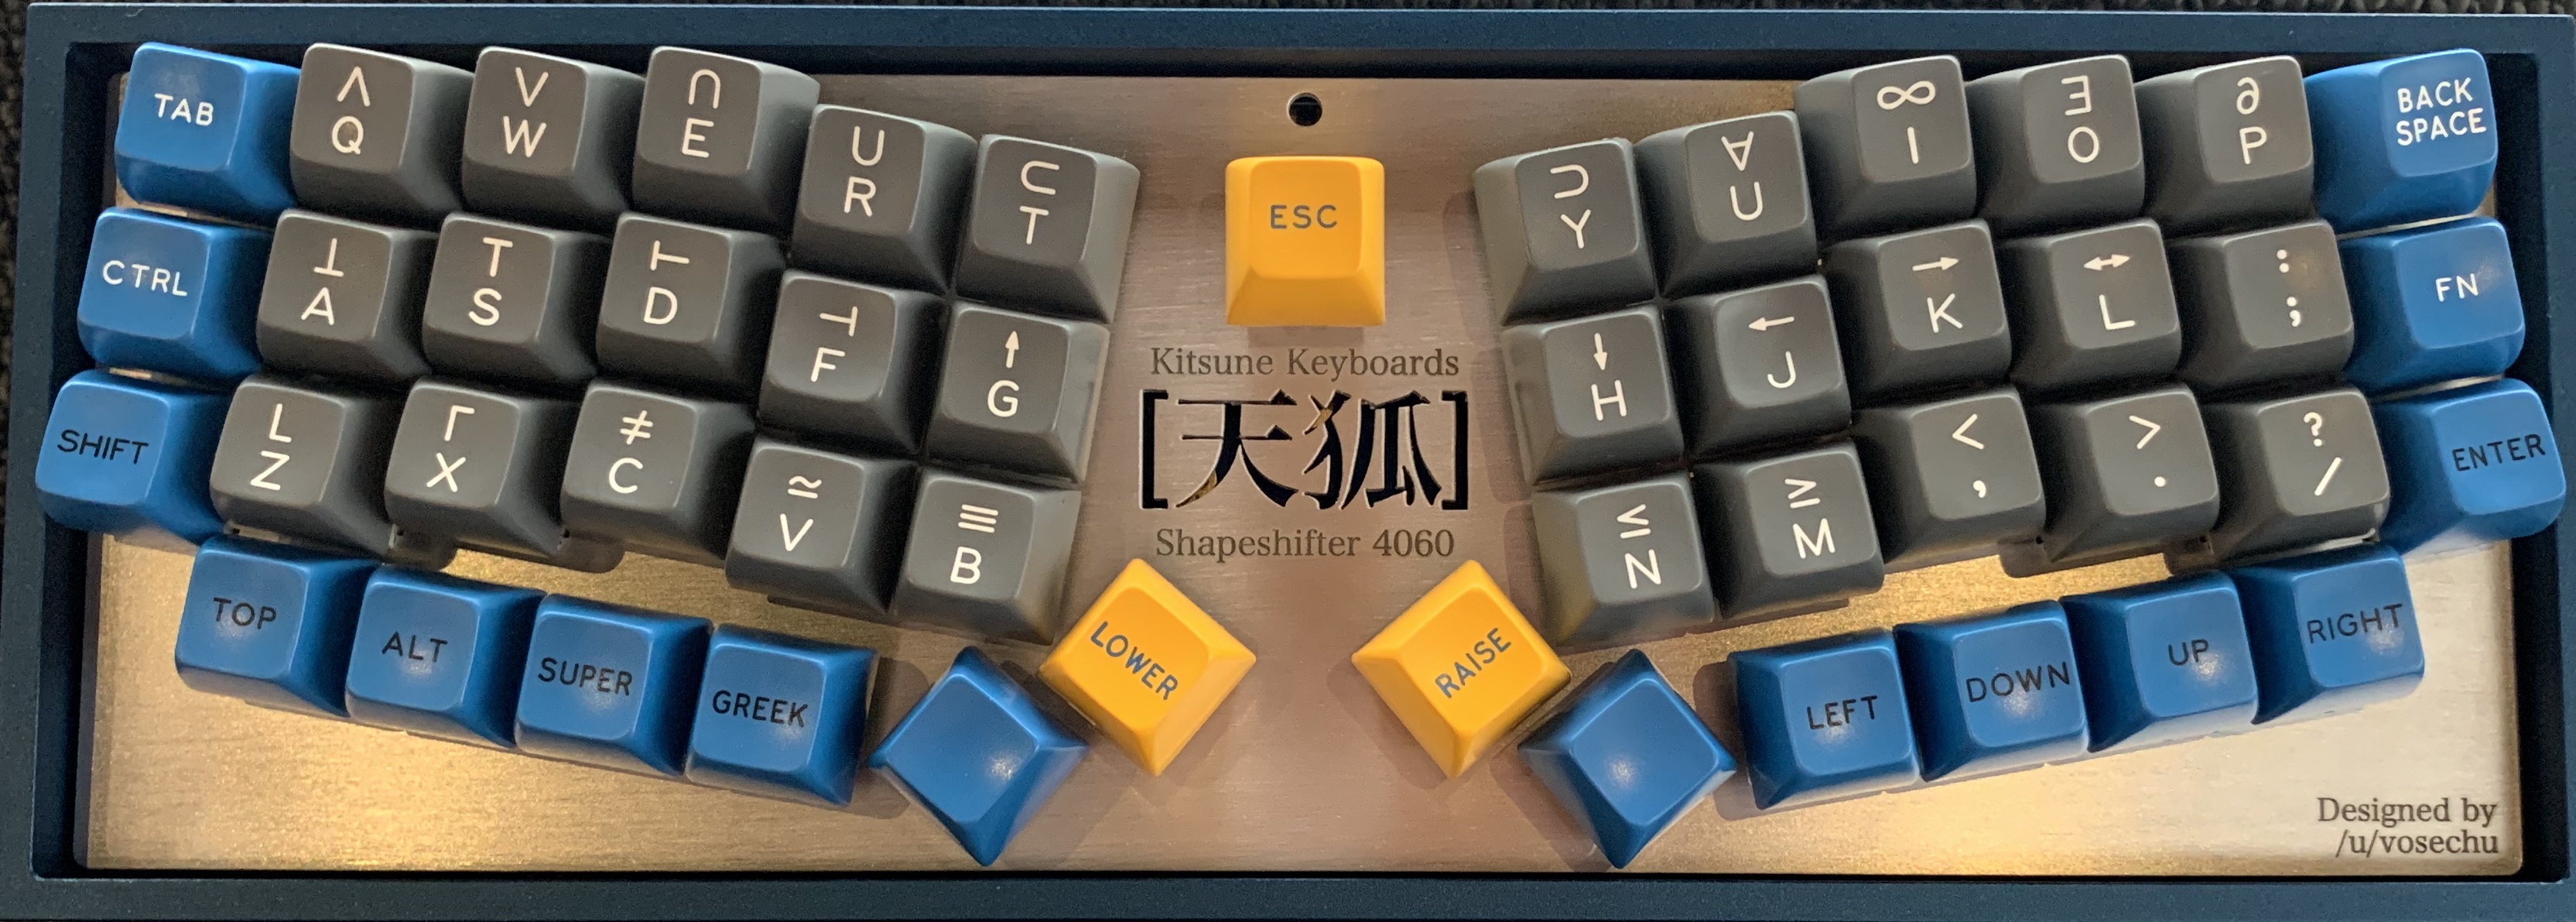 TAB
∧
Q
∨
W
∩
E
∪
R
⊂
T
ESC
⊃
Y
∀
U
∞
I
∃
O
∂
P
BACK
SPACE
CTRL
⊥
A
⊤
S
⊢
D
⊣
F
↑
G
↓
H
←
J
→
K
↔
L
:
;
FN
SHIFT
⌊
Z
⌈
X
≠
C
≃
V
≡
B
≤
N
≥
M
<
,
>
.
?
/
ENTER
Kitsune Keyboards
[天狐]
Shapeshifter 4060
TOP
ALT
SUPER
GREEK
LOWER
RAISE
LEFT
DOWN
UP
RIGHT
Designed by
/u/vosechu